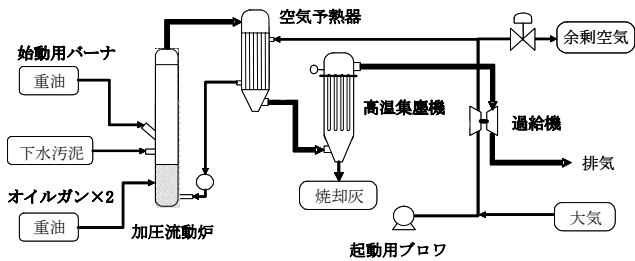 空気予熱器
始動用バーナ
重油
余剰空気
高温集塵機
過給機
下水汚泥
排気
オイルガン×2
焼却灰
重油
加圧流動炉
大気
起動用ブロワ